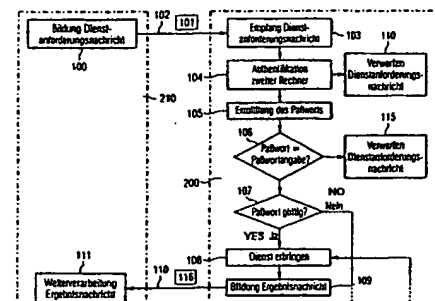 Bildung Dienst-
anforderungsnachricht
100
102
101
210
Empfang Dienst-
anforderungsnachricht
103
110
104
Authentifikation
zweiter Rechner
Verwerfen
Dienstanforderungs-
nachricht
105
Ermittlung des Paßworts
115
106
Paßwort =
Paßwortangabe?
Verwerfen
Dienstanforderungs-
nachricht
200
107
Paßwort gültig?
NO
Nein
YES Ja
108
Dienst erbringen
111
Weiterverarbeitung
Ergebnisnachricht
110
116
Bildung Ergebnisnachricht
109